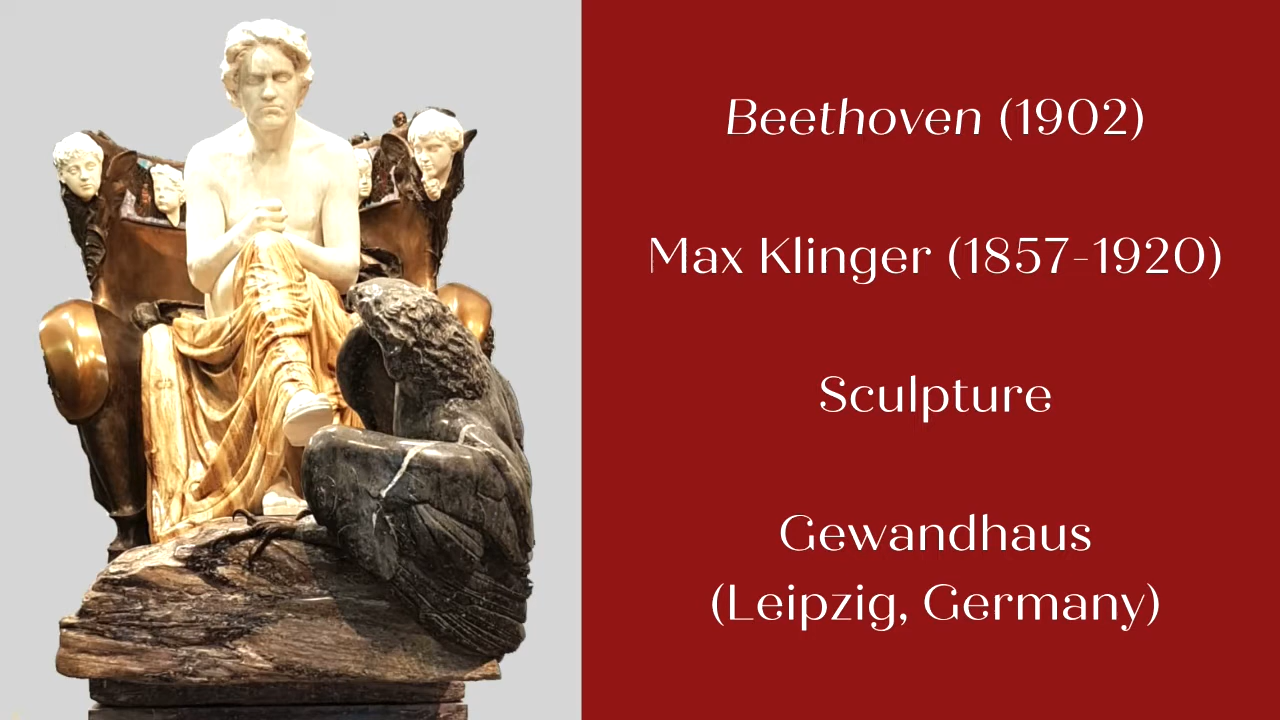 Beethoven (1902)
Max Klinger (1857-1920)
Sculpture
Gewandhaus
(Leipzig, Germany)